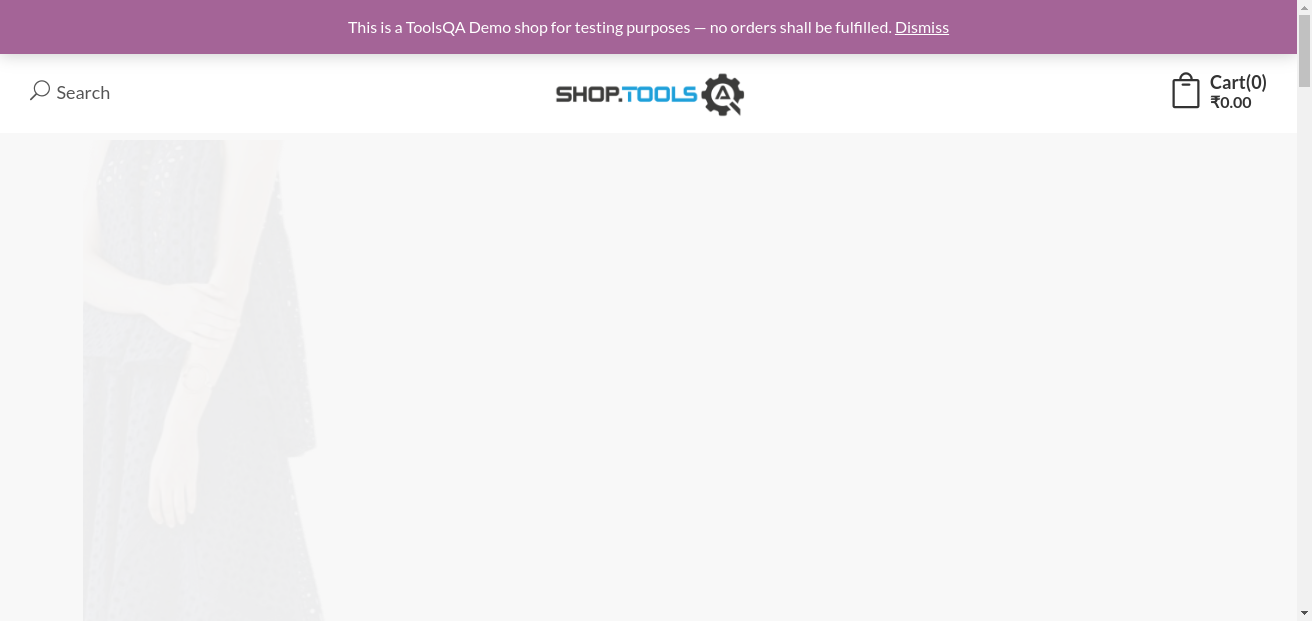 This is a ToolsQA Demo shop for testing purposes — no orders shall be fulfilled. Dismiss
Search
SHOP.TOOLS
Cart(0)
₹0.00